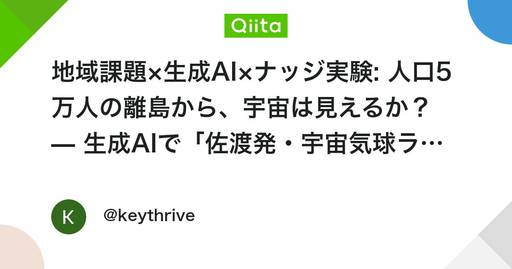 Qiita
地域課題×生成AI×ナッジ実験: 人口5
万人の離島から、宇宙は見えるか？
― 生成AIで「佐渡発・宇宙気球ラ…
K
@keythrive